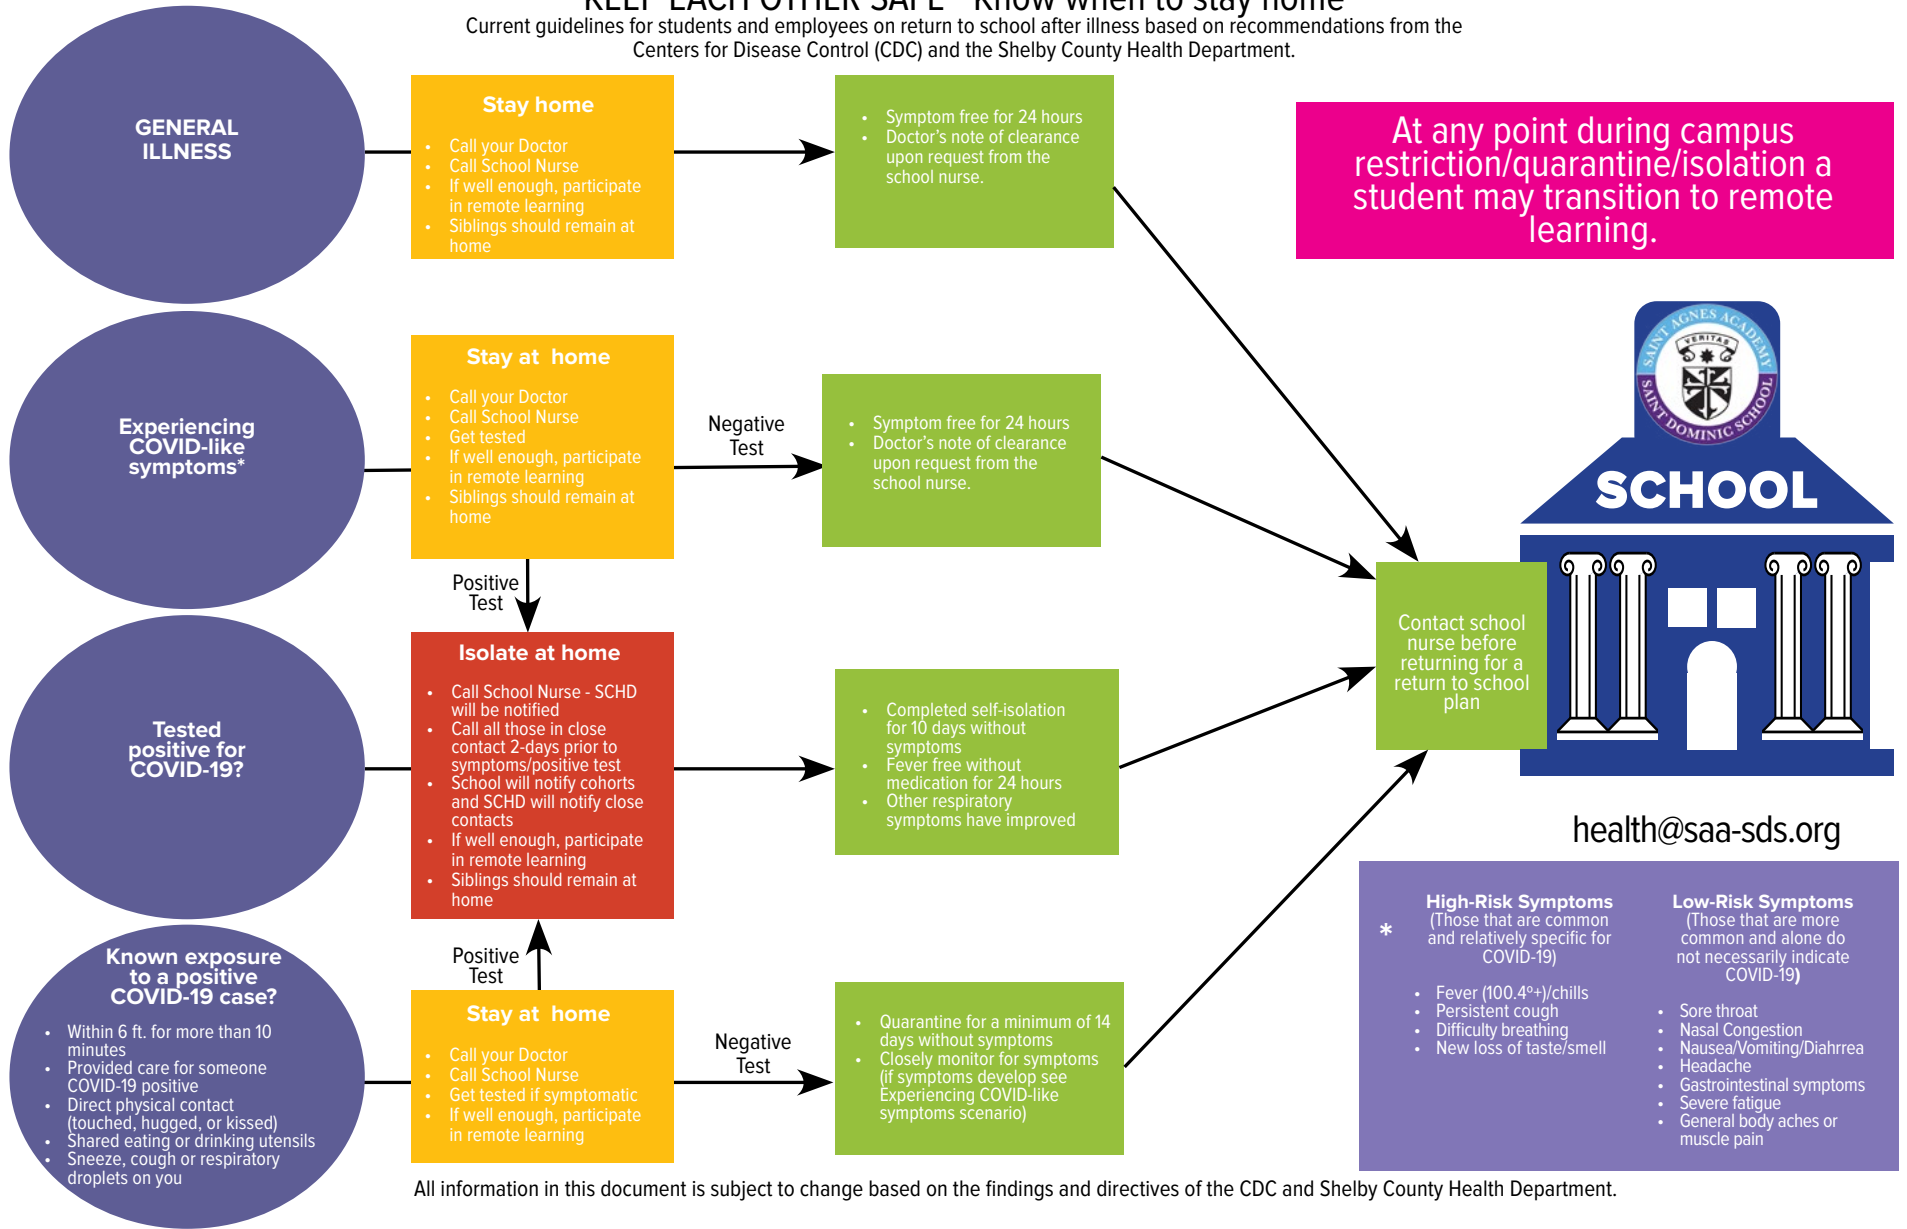 KEEP EACH OTHER SAFE - Know when to stay home
Current guidelines for students and employees on return to school after illness based on recommendations from the
Centers for Disease Control (CDC) and the Shelby County Health Department.
GENERAL
ILLNESS
Stay home
• Call your Doctor
• Call School Nurse
• If well enough, participate
in remote learning
• Siblings should remain at
home
• Symptom free for 24 hours
• Doctor's note of clearance
upon request from the
school nurse.
At any point during campus
restriction/quarantine/isolation a
student may transition to remote
learning.
Experiencing
COVID-like
symptoms*
Stay at home
• Call your Doctor
• Call School Nurse
• Get tested
• If well enough, participate
in remote learning
• Siblings should remain at
home
Negative
Test
• Symptom free for 24 hours
• Doctor's note of clearance
upon request from the
school nurse.
Positive
Test
Tested
positive for
COVID-19?
Isolate at home
• Call School Nurse - SCHD
will be notified
• Call all those in close
contact 2-days prior to
symptoms/positive test
• School will notify cohorts
and SCHD will notify close
contacts
• If well enough, participate
in remote learning
• Siblings should remain at
home
• Completed self-isolation
for 10 days without
symptoms
• Fever free without
medication for 24 hours
• Other respiratory
symptoms have improved
Positive
Test
Known exposure
to a positive
COVID-19 case?
• Within 6 ft. for more than 10
minutes
• Provided care for someone
COVID-19 positive
• Direct physical contact
(touched, hugged, or kissed)
• Shared eating or drinking utensils
• Sneeze, cough or respiratory
droplets on you
Stay at home
• Call your Doctor
• Call School Nurse
• Get tested if symptomatic
• If well enough, participate
in remote learning
Negative
Test
• Quarantine for a minimum of 14
days without symptoms
• Closely monitor for symptoms
(if symptoms develop see
Experiencing COVID-like
symptoms scenario)
SAINT AGNES ACADEMY
VERITAS
SAINT DOMINIC SCHOOL
SCHOOL
Contact school
nurse before
returning for a
return to school
plan
health@saa-sds.org
*
High-Risk Symptoms
(Those that are common
and relatively specific for
COVID-19)
• Fever (100.4º+)/chills
• Persistent cough
• Difficulty breathing
• New loss of taste/smell
Low-Risk Symptoms
(Those that are more
common and alone do
not necessarily indicate
COVID-19)
• Sore throat
• Nasal Congestion
• Nausea/Vomiting/Diahrrea
• Headache
• Gastrointestinal symptoms
• Severe fatigue
• General body aches or
muscle pain
All information in this document is subject to change based on the findings and directives of the CDC and Shelby County Health Department.